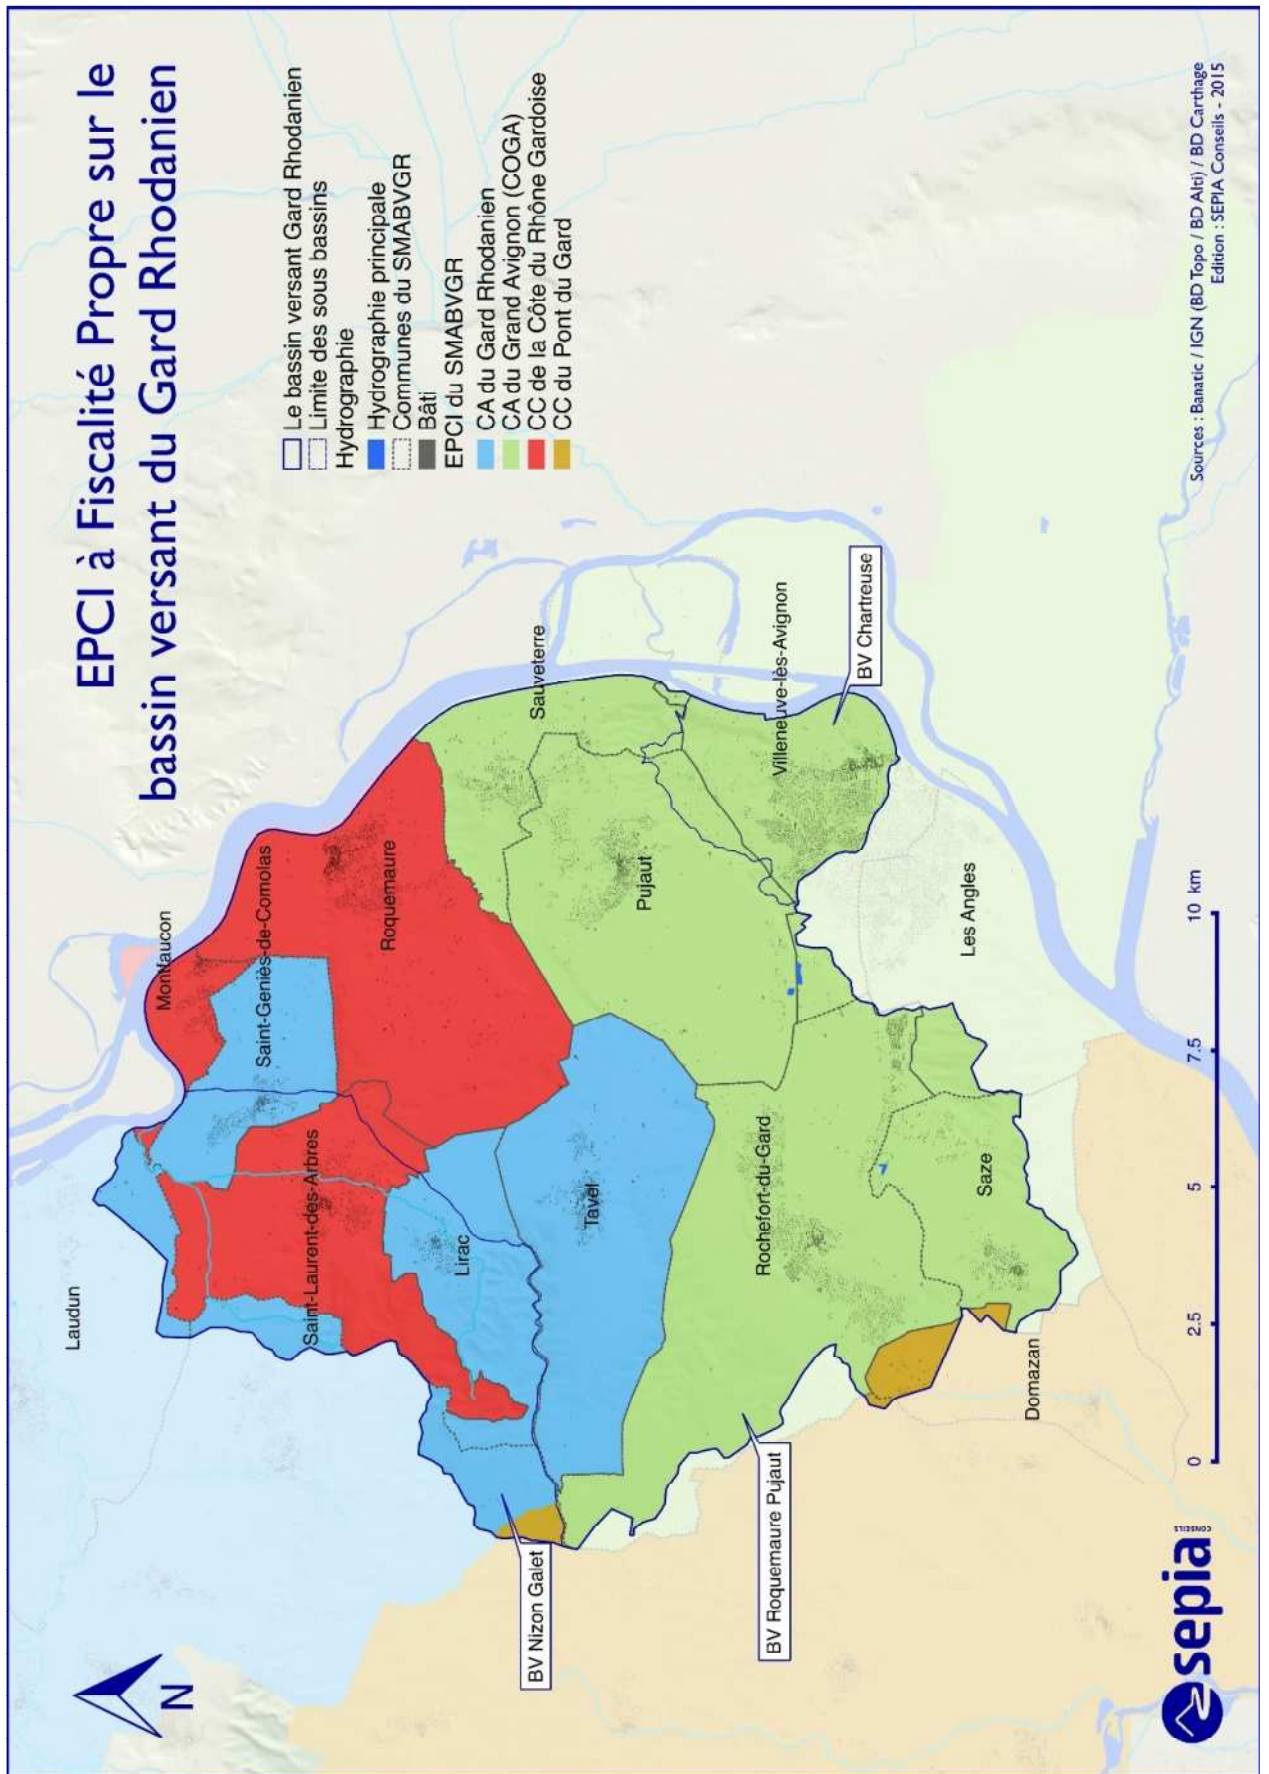 EPCI à Fiscalité Propre sur le
bassin versant du Gard Rhodanien
Le bassin versant Gard Rhodanien
Limite des sous bassins
Hydrographie
Hydrographie principale
Communes du SMABVGR
Bâti
EPCI du SMABVGR
CA du Gard Rhodanien
CA du Grand Avignon (COGA)
CC de la Côte du Rhône Gardoise
CC du Pont du Gard
N
Laudun
Montfaucon
Saint-Geniès-de-Comolas
Saint-Laurent-des-Arbres
Roquemaure
Lirac
Sauveterre
Tavel
Pujaut
BV Nizon Galet
Villeneuve-lès-Avignon
Rochefort-du-Gard
BV Roquemaure Pujaut
BV Chartreuse
Les Angles
Saze
Domazan
0 2.5 5 7.5 10 km
sepia
CONSEILS
Sources : Banatic / IGN (BD Topo / BD Alti) / BD Carthage
Edition : SEPIA Conseils - 2015